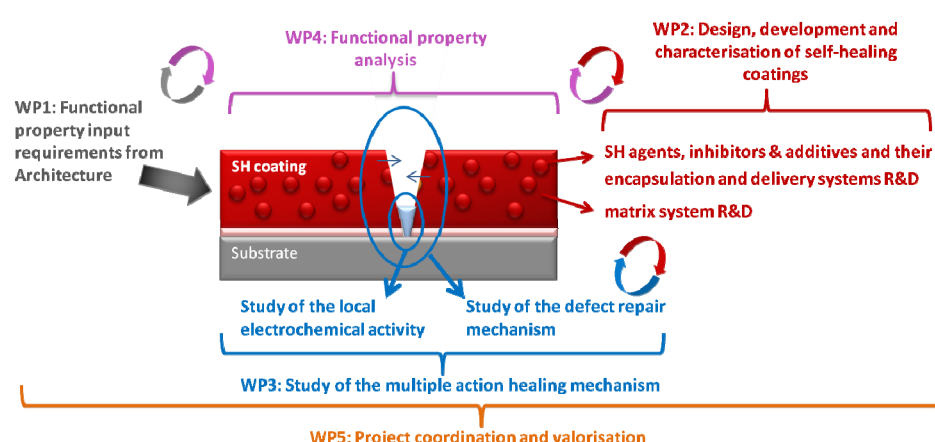 WP4: Functional property
analysis
WP2: Design, development and
characterisation of self-healing
coatings
WP1: Functional
property input
requirements from
Architecture
SH coating
SH agents, inhibitors & additives and their
encapsulation and delivery systems R&D
matrix system R&D
Substrate
Study of the local
electrochemical activity
Study of the defect repair
mechanism
WP3: Study of the multiple action healing mechanism
WP5: Project coordination and valorisation